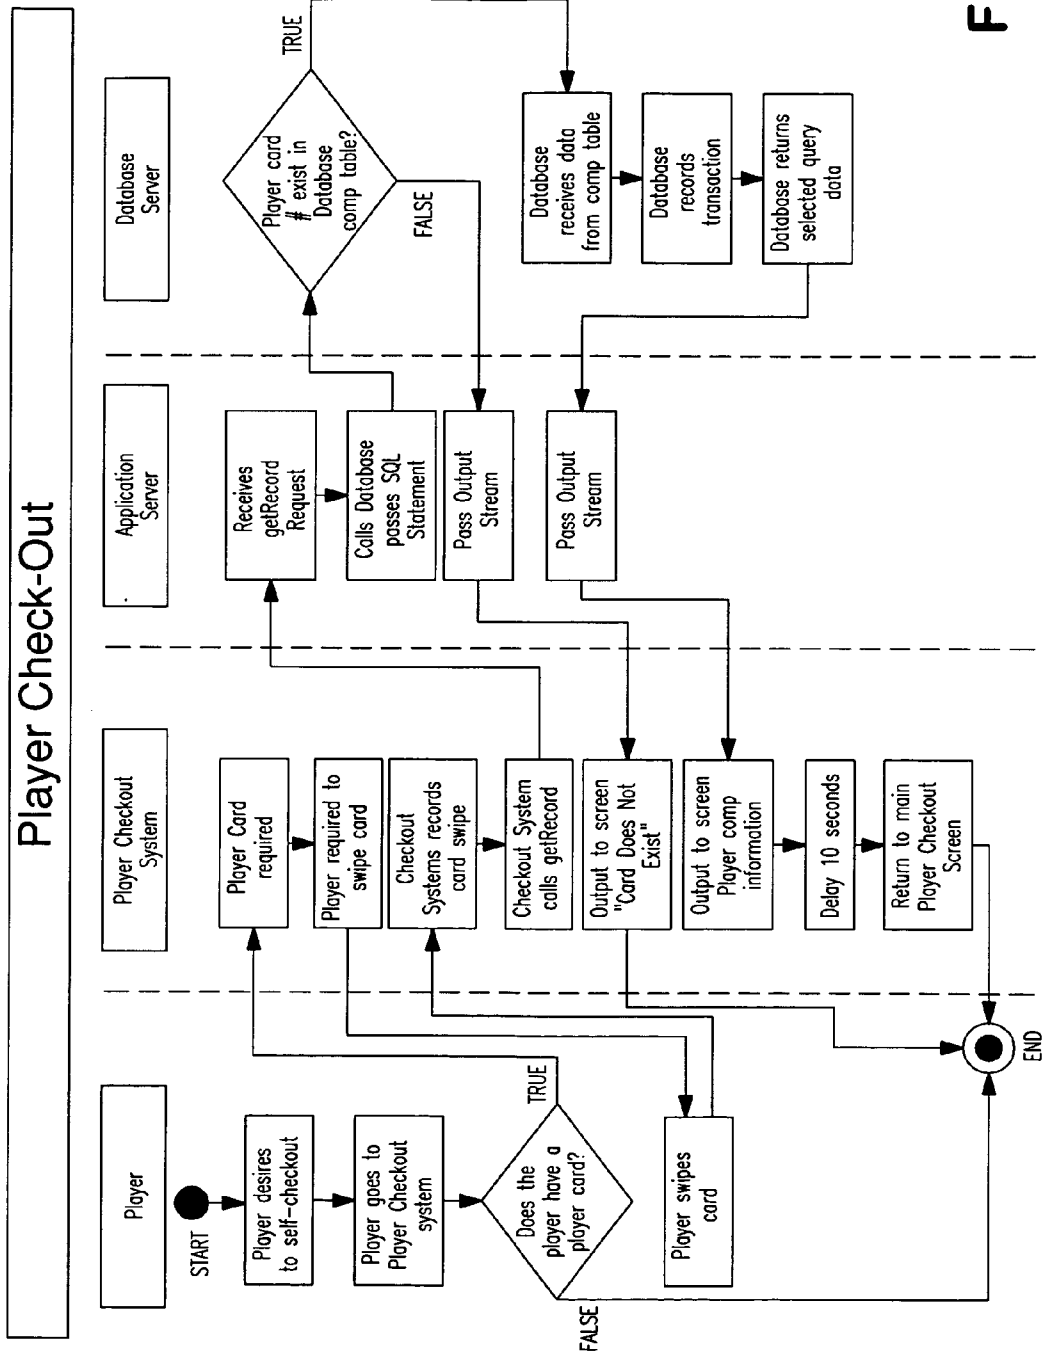 Player Check-Out
Player
Player Checkout
System
Application
Server
Database
Server
START
Player desires
to self-checkout
Player goes to
Player Checkout
system
Does the
player have a
player card?
TRUE
FALSE
Player swipes
card
END
Player Card
required
Player required to
swipe card
Checkout
Systems records
card swipe
Checkout System
calls getRecord
Output to screen
"Card Does Not
Exist"
Output to screen
Player comp
information
Delay 10 seconds
Return to main
Player Checkout
Screen
Receives
getRecord
Request
Calls Database
passes SQL
Statement
Pass Output
Stream
Pass Output
Stream
Player card
# exist in
Database
comp table?
TRUE
FALSE
Database
receives data
from comp table
Database
records
transaction
Database returns
selected query
data
F